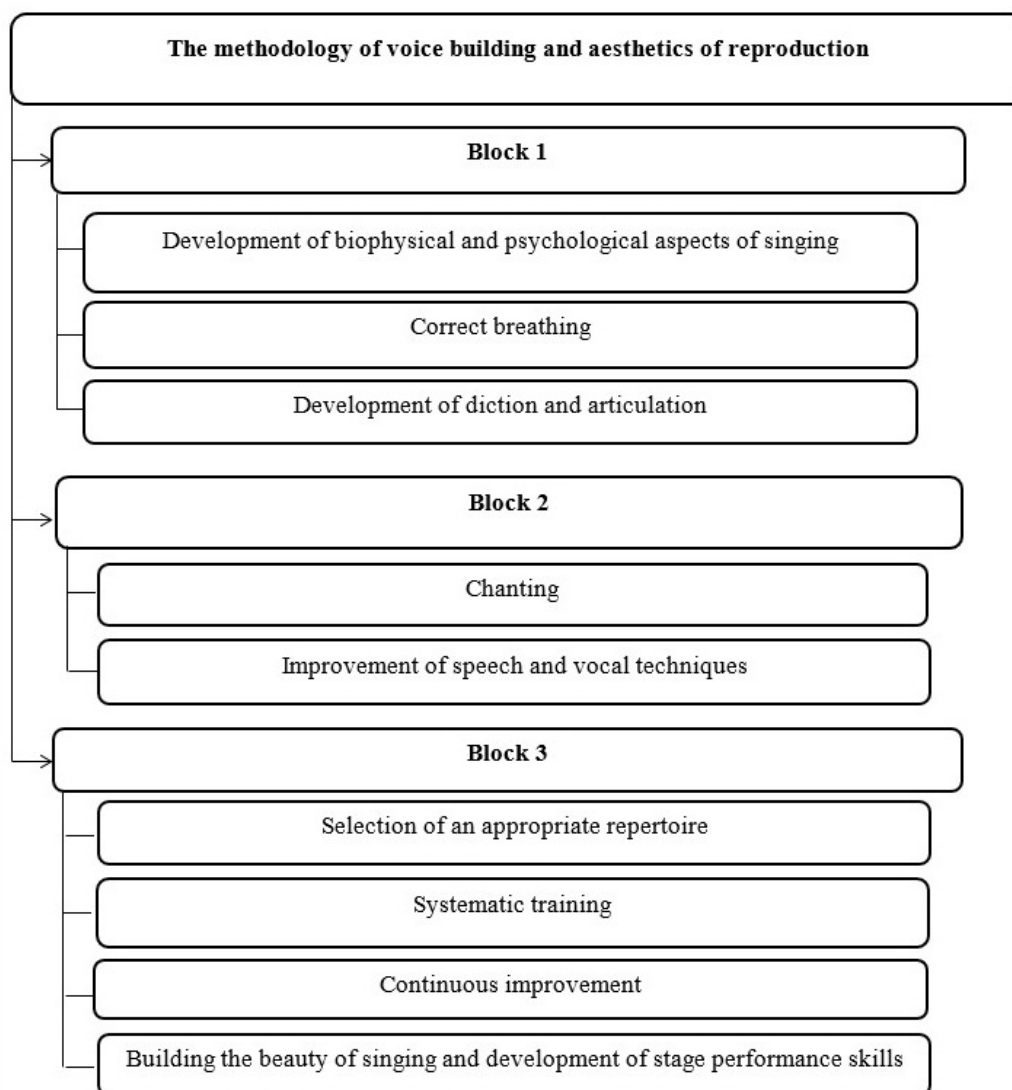 The methodology of voice building and aesthetics of reproduction
Block 1
Development of biophysical and psychological aspects of singing
Correct breathing
Development of diction and articulation
Block 2
Chanting
Improvement of speech and vocal techniques
Block 3
Selection of an appropriate repertoire
Systematic training
Continuous improvement
Building the beauty of singing and development of stage performance skills